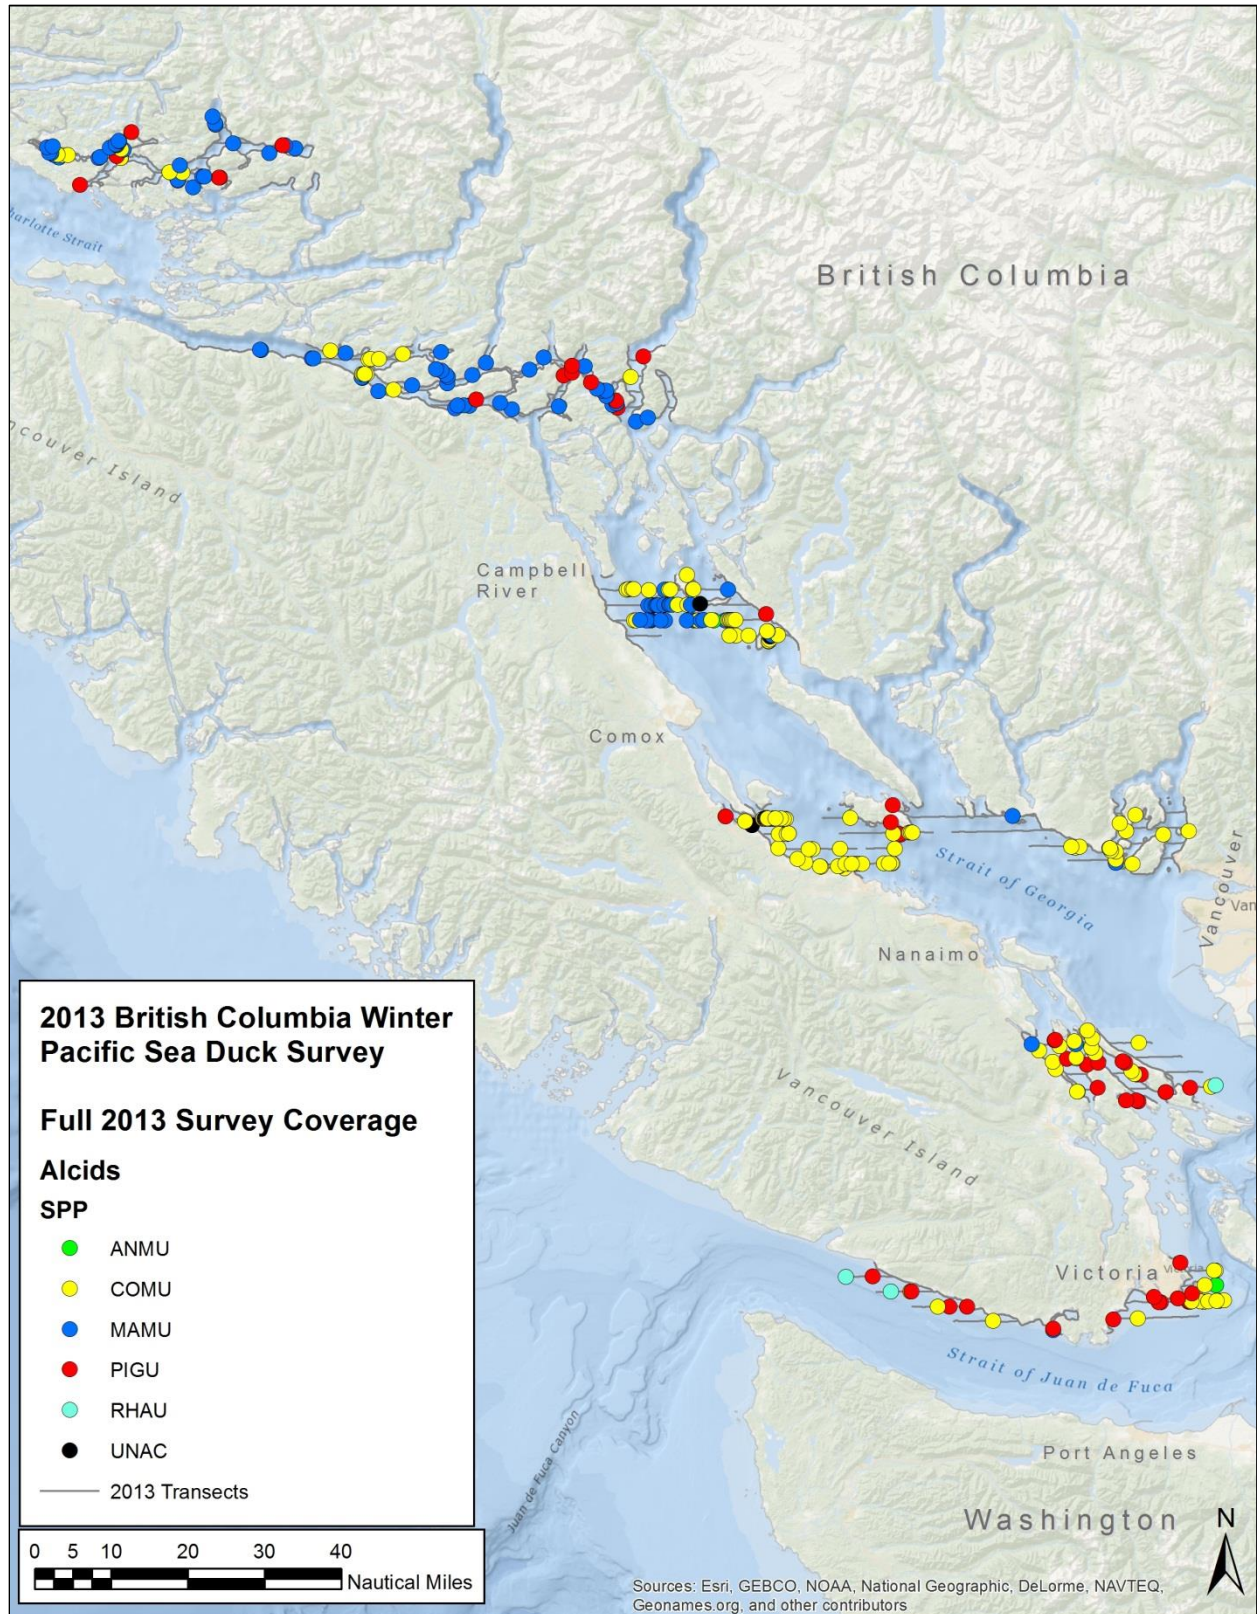 harlotte Strait
British Columbia
ncouver Island
Campbell
River
Comox
Strait of Georgia
Vancouver
Van
Nanaimo
Vancouver Island
Victoria
Victoria
Strait of Juan de Fuca
Port Angeles
Juan de Fuca Canyon
Washington
N
2013 British Columbia Winter
Pacific Sea Duck Survey
Full 2013 Survey Coverage
Alcids
SPP
ANMU
COMU
MAMU
PIGU
RHAU
UNAC
2013 Transects
0 5 10 20 30 40
Nautical Miles
Sources: Esri, GEBCO, NOAA, National Geographic, DeLorme, NAVTEQ,
Geonames.org, and other contributors